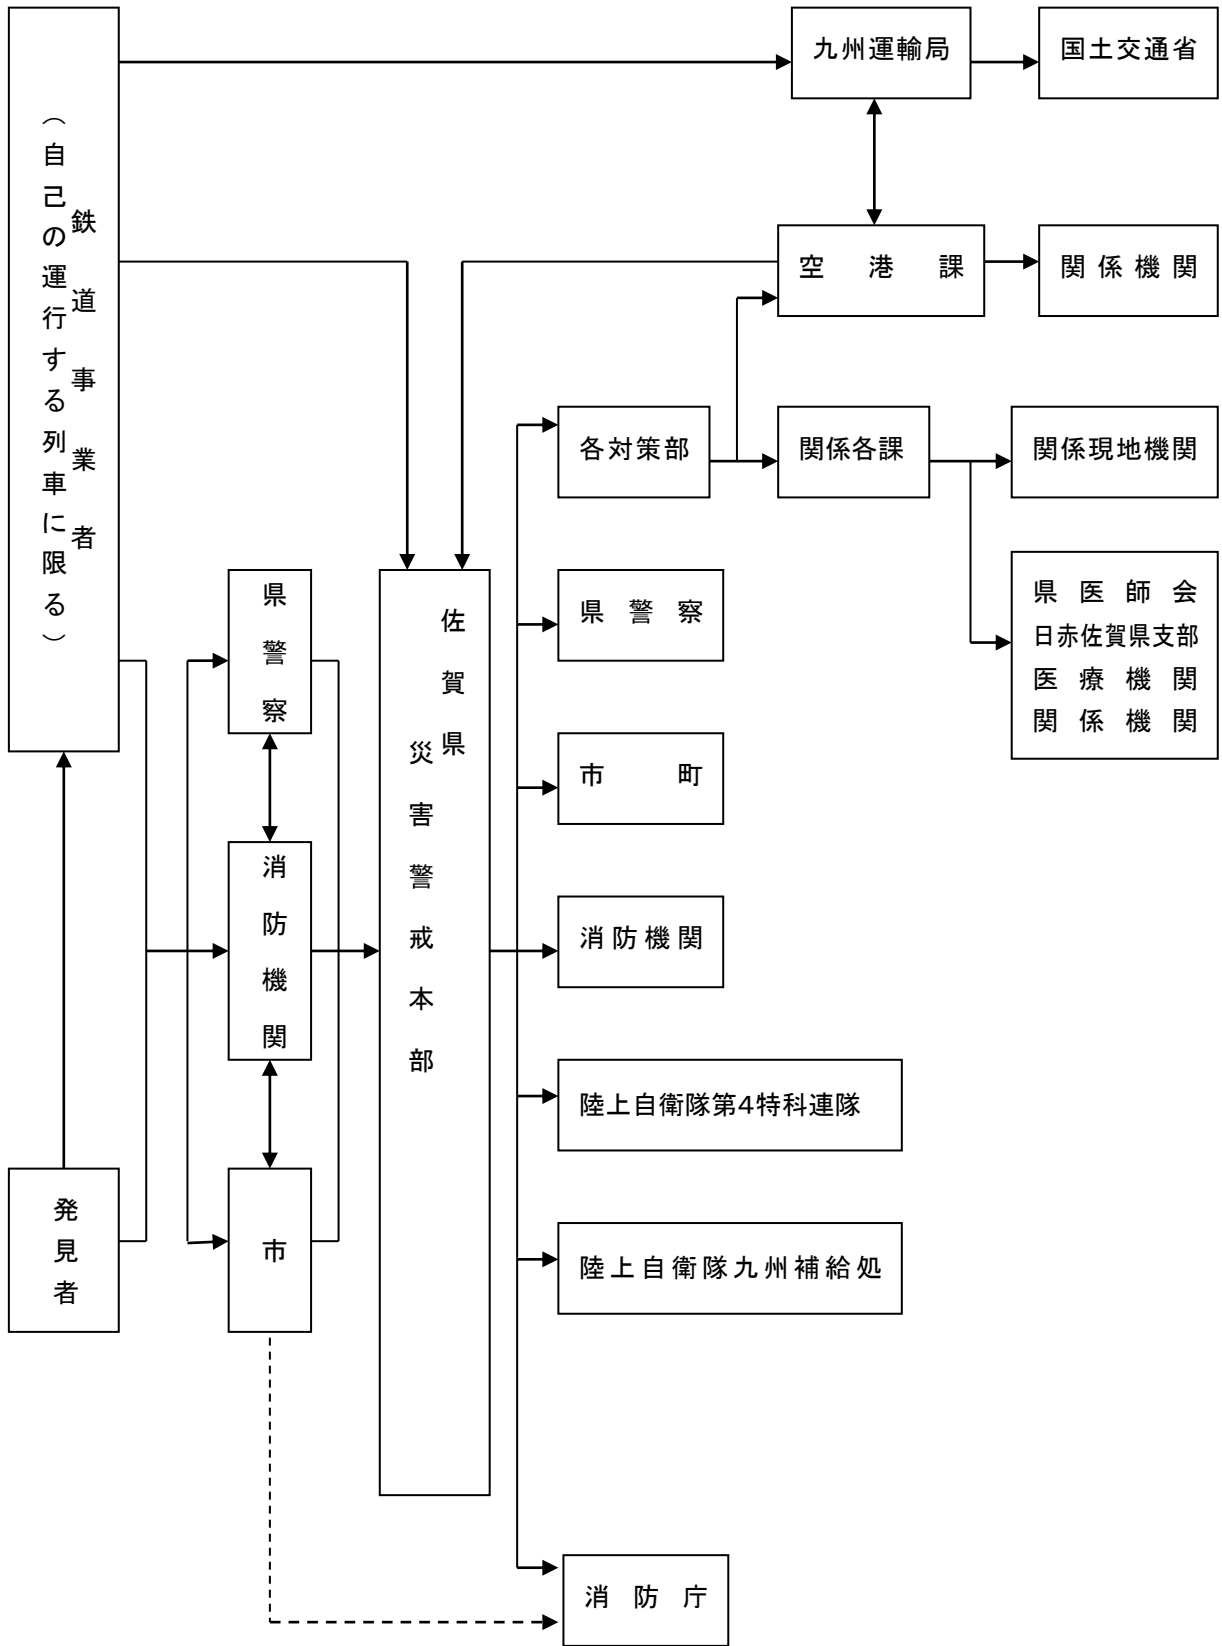 九州運輸局
国土交通省
鉄道事業者
（自己の運行する列車に限る）
空港課
関係機関
各対策部
関係各課
関係現地機関
県医師会
日赤佐賀県支部
医療機関
関係機関
県警察
佐賀県
災害警戒本部
県警察
市町
消防機関
消防機関
陸上自衛隊第4特科連隊
発見者
市
陸上自衛隊九州補給処
消防庁